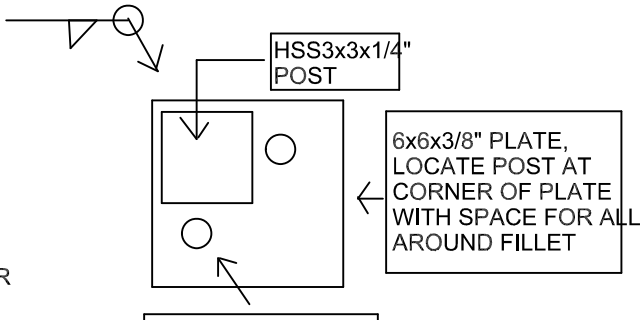 HSS3x3x1/4"
POST
6x6x3/8" PLATE,
LOCATE POST AT
CORNER OF PLATE
WITH SPACE FOR ALL
AROUND FILLET
R